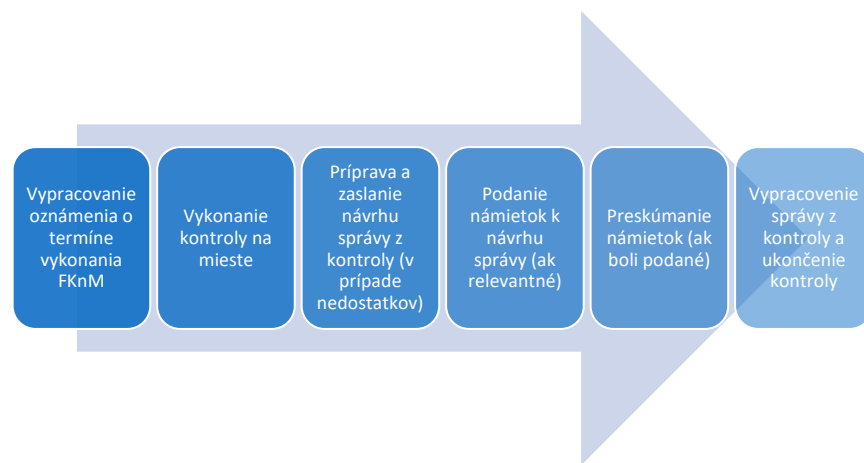 Vypracovanie
oznámenia o
termíne
vykonania
FKnM
Vykonanie
kontroly na
mieste
Príprava a
zaslanie
návrhu
správy z
kontroly (v
prípade
nedostatkov)
Podanie
námietok k
návrhu
správy (ak
relevantné)
Preskúmanie
námietok (ak
boli podané)
Vypracovenie
správy z
kontroly a
ukončenie
kontroly